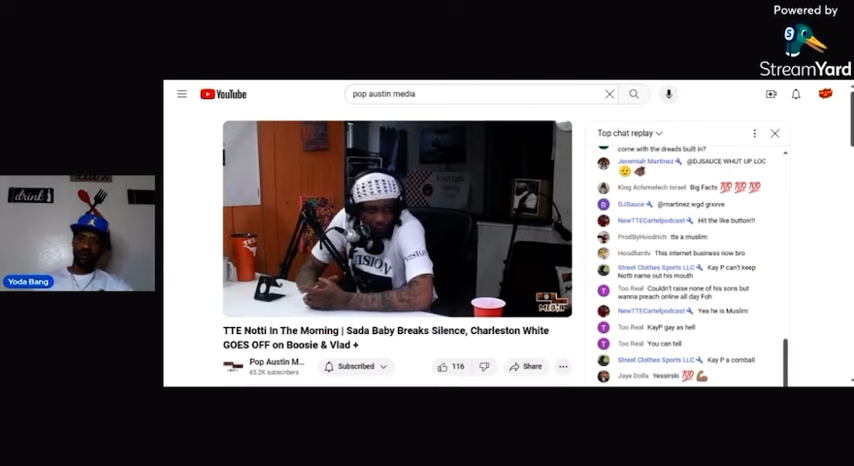 Powered by
StreamYard
YouTube
pop austin media
Top chat replay
come with the dreads built in?
Jeremiah Martinez @DJSAUCE WHUT UP LOC
King Achimelech Israel Big Facts 💯 💯 💯
DJSauce @martinez wgd grxxve
NewTTECartelpodcast Hit the like button!!!
ProdByHoodrich tte a muslim
Hoodlumtv This internet business now bro
Street Clothes Sports LLC Kay P can't keep
Notti name out his mouth
Too Real Couldn't raise none of his sons but
wanna preach online all day Foh
NewTTECartelpodcast Yea he is Muslim
Too Real KayP gay as hell
Too Real You can tell
Street Clothes Sports LLC Kay P a cornball
Jaye Dolla Yessirski 💯 💪🏽
drink
Yoda Bang
VISION
TTE Notti In The Morning | Sada Baby Breaks Silence, Charleston White
GOES OFF on Boosie & Vlad +
Pop Austin M...
65.2K subscribers
Subscribed
116
Share